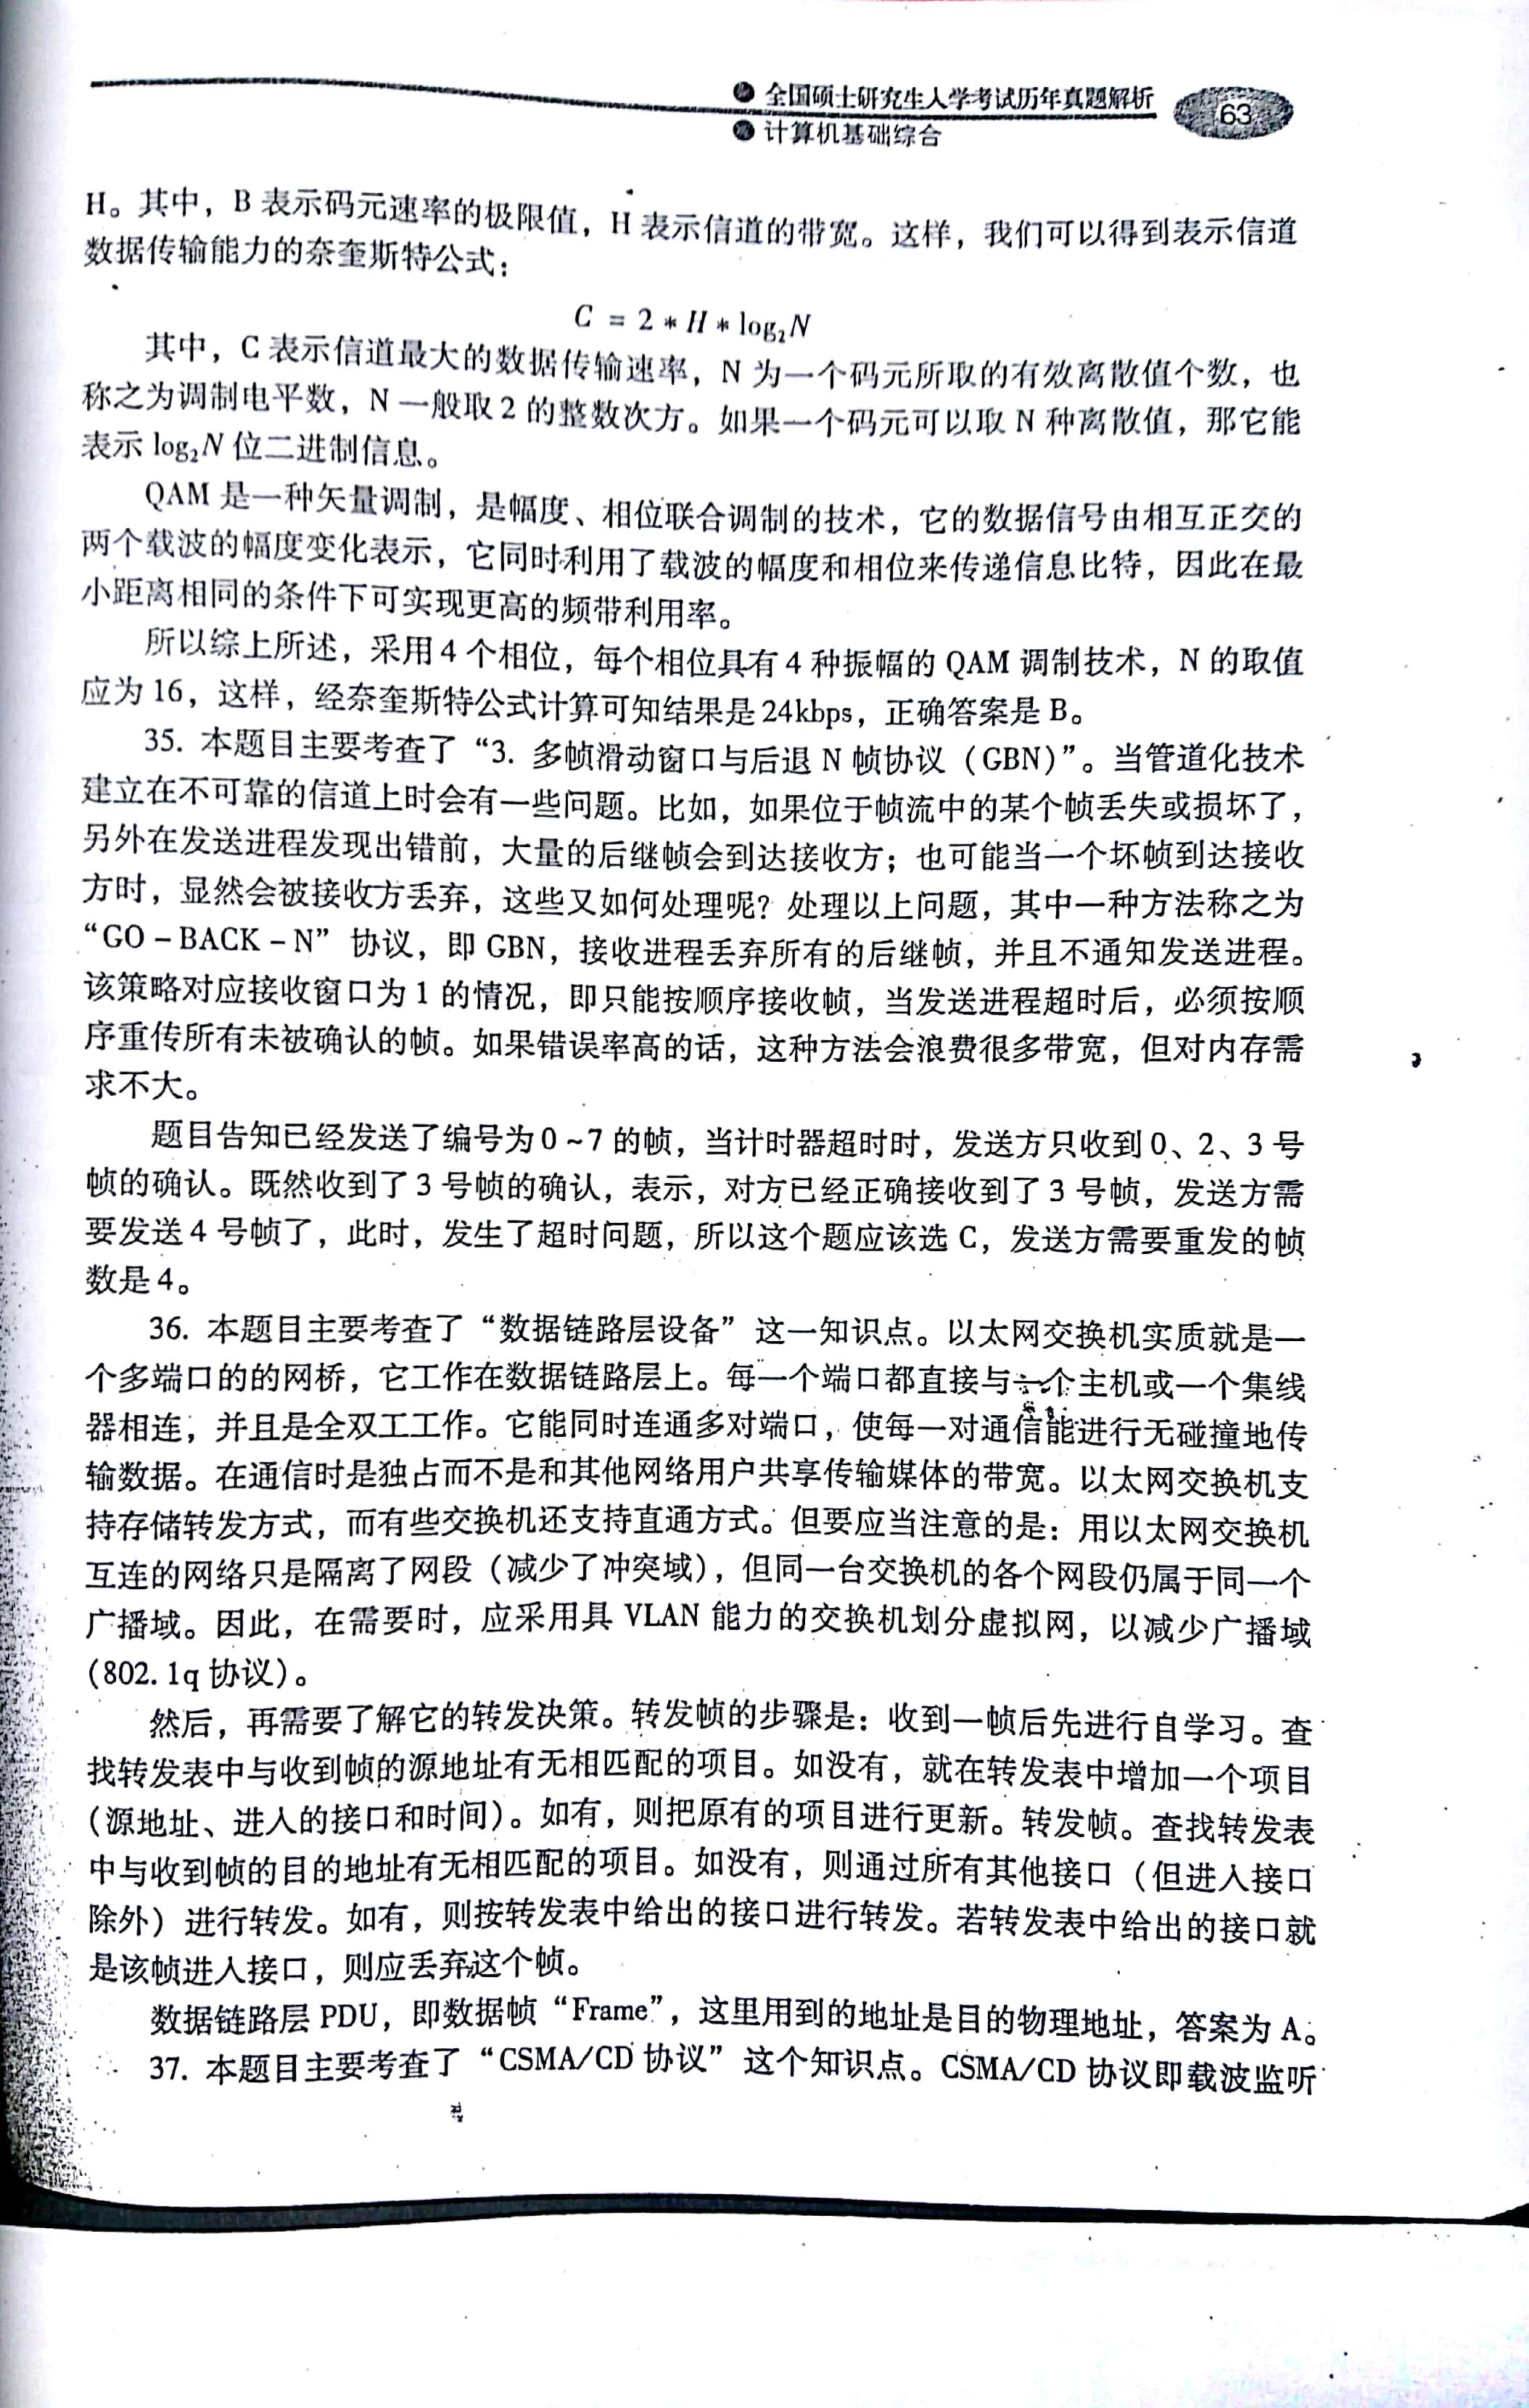 全国硕士研究生入学考试历年真题解析
计算机基础综合
63
H。其中，B 表示码元速率的极限值，H 表示信道的带宽。这样，我们可以得到表示信道
数据传输能力的奈奎斯特公式：
C = 2 * H * log₂N
其中，C 表示信道最大的数据传输速率，N 为一个码元所取的有效离散值个数，也
称之为调制电平数，N 一般取 2 的整数次方。如果一个码元可以取 N 种离散值，那它能
表示 log₂N 位二进制信息。
QAM 是一种矢量调制，是幅度、相位联合调制的技术，它的数据信号由相互正交的
两个载波的幅度变化表示，它同时利用了载波的幅度和相位来传递信息比特，因此在最
小距离相同的条件下可实现更高的频带利用率。
所以综上所述，采用 4 个相位，每个相位具有 4 种振幅的 QAM 调制技术，N 的取值
应为 16，这样，经奈奎斯特公式计算可知结果是 24kbps，正确答案是 B。
35. 本题目主要考查了“3. 多帧滑动窗口与后退 N 帧协议（GBN）”。当管道化技术
建立在不可靠的信道上时会有一些问题。比如，如果位于帧流中的某个帧丢失或损坏了，
另外在发送进程发现出错前，大量的后继帧会到达接收方；也可能当一个坏帧到达接收
方时，显然会被接收方丢弃，这些又如何处理呢？处理以上问题，其中一种方法称之为
“GO－BACK－N”协议，即 GBN，接收进程丢弃所有的后继帧，并且不通知发送进程。
该策略对应接收窗口为 1 的情况，即只能按顺序接收帧，当发送进程超时后，必须按顺
序重传所有未被确认的帧。如果错误率高的话，这种方法会浪费很多带宽，但对内存需
求不大。
题目告知已经发送了编号为 0～7 的帧，当计时器超时时，发送方只收到 0、2、3 号
帧的确认。既然收到了 3 号帧的确认，表示，对方已经正确接收到了 3 号帧，发送方需
要发送 4 号帧了，此时，发生了超时问题，所以这个题应该选 C，发送方需要重发的帧
数是 4。
36. 本题目主要考查了“数据链路层设备”这一知识点。以太网交换机实质就是一
个多端口的的网桥，它工作在数据链路层上。每一个端口都直接与一个主机或一个集线
器相连，并且是全双工工作。它能同时连通多对端口，使每一对通信能进行无碰撞地传
输数据。在通信时是独占而不是和其他网络用户共享传输媒体的带宽。以太网交换机支
持存储转发方式，而有些交换机还支持直通方式。但要应当注意的是：用以太网交换机
互连的网络只是隔离了网段（减少了冲突域），但同一台交换机的各个网段仍属于同一个
广播域。因此，在需要时，应采用具 VLAN 能力的交换机划分虚拟网，以减少广播域
（802. 1q 协议）。
然后，再需要了解它的转发决策。转发帧的步骤是：收到一帧后先进行自学习。查
找转发表中与收到帧的源地址有无相匹配的项目。如没有，就在转发表中增加一个项目
（源地址、进入的接口和时间）。如有，则把原有的项目进行更新。转发帧。查找转发表
中与收到帧的目的地址有无相匹配的项目。如没有，则通过所有其他接口（但进入接口
除外）进行转发。如有，则按转发表中给出的接口进行转发。若转发表中给出的接口就
是该帧进入接口，则应丢弃这个帧。
数据链路层 PDU，即数据帧“Frame”，这里用到的地址是目的物理地址，答案为 A。
37. 本题目主要考查了“CSMA/CD 协议”这个知识点。CSMA/CD 协议即载波监听